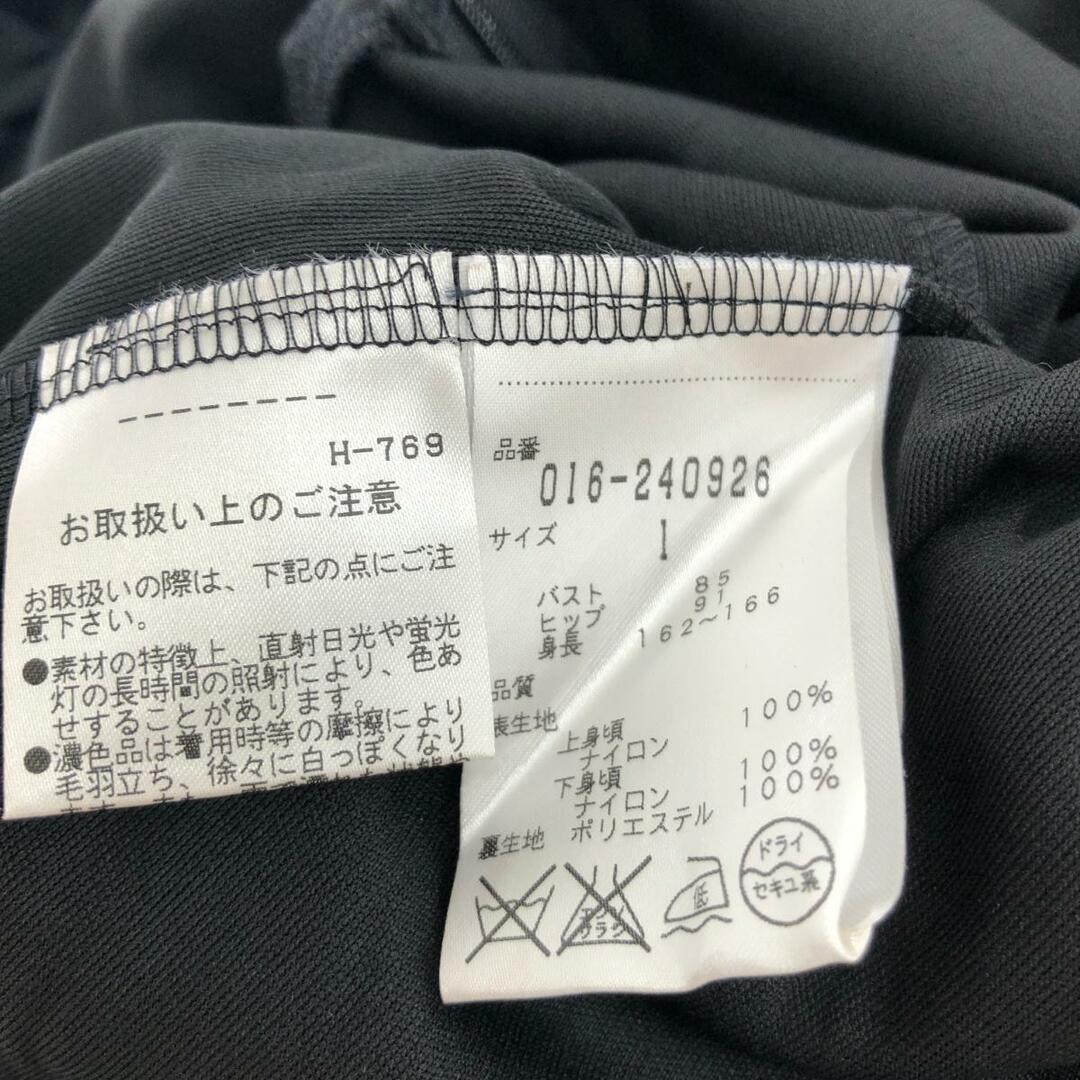 H-769
お取扱い上のご注意
お取扱いの際は、下記の点にご注
意下さい。
●素材の特徴上、直射日光や蛍光
灯の長時間の照射により、色あ
せすることがあります。
●濃色品は着用時等の摩擦により
毛羽立ち、徐々に白っぽくなり
品番
016-240926
サイズ 1
バスト 85
ヒップ 91
身長 162～166
品質
表生地
上身頃
ナイロン 100%
下身頃
ナイロン 100%
裏生地 ポリエステル 100%
エンソ
サラシ
低
ドライ
セキユ系